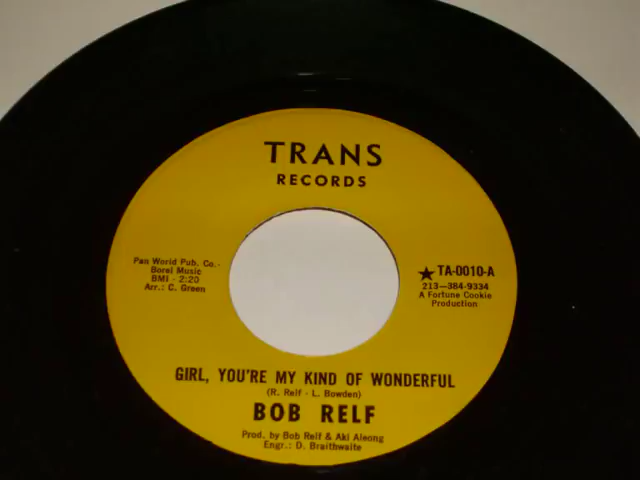 TRANS
RECORDS
Pan World Pub. Co.-
Borel Music
BMI - 2:20
Arr.: C. Green
★ TA-0010-A
213—384-9334
A Fortune Cookie
Production
GIRL, YOU'RE MY KIND OF WONDERFUL
(R. Relf - L. Bowden)
BOB RELF
Prod. by Bob Relf & Aki Aleong
Engr.: D. Braithwaite